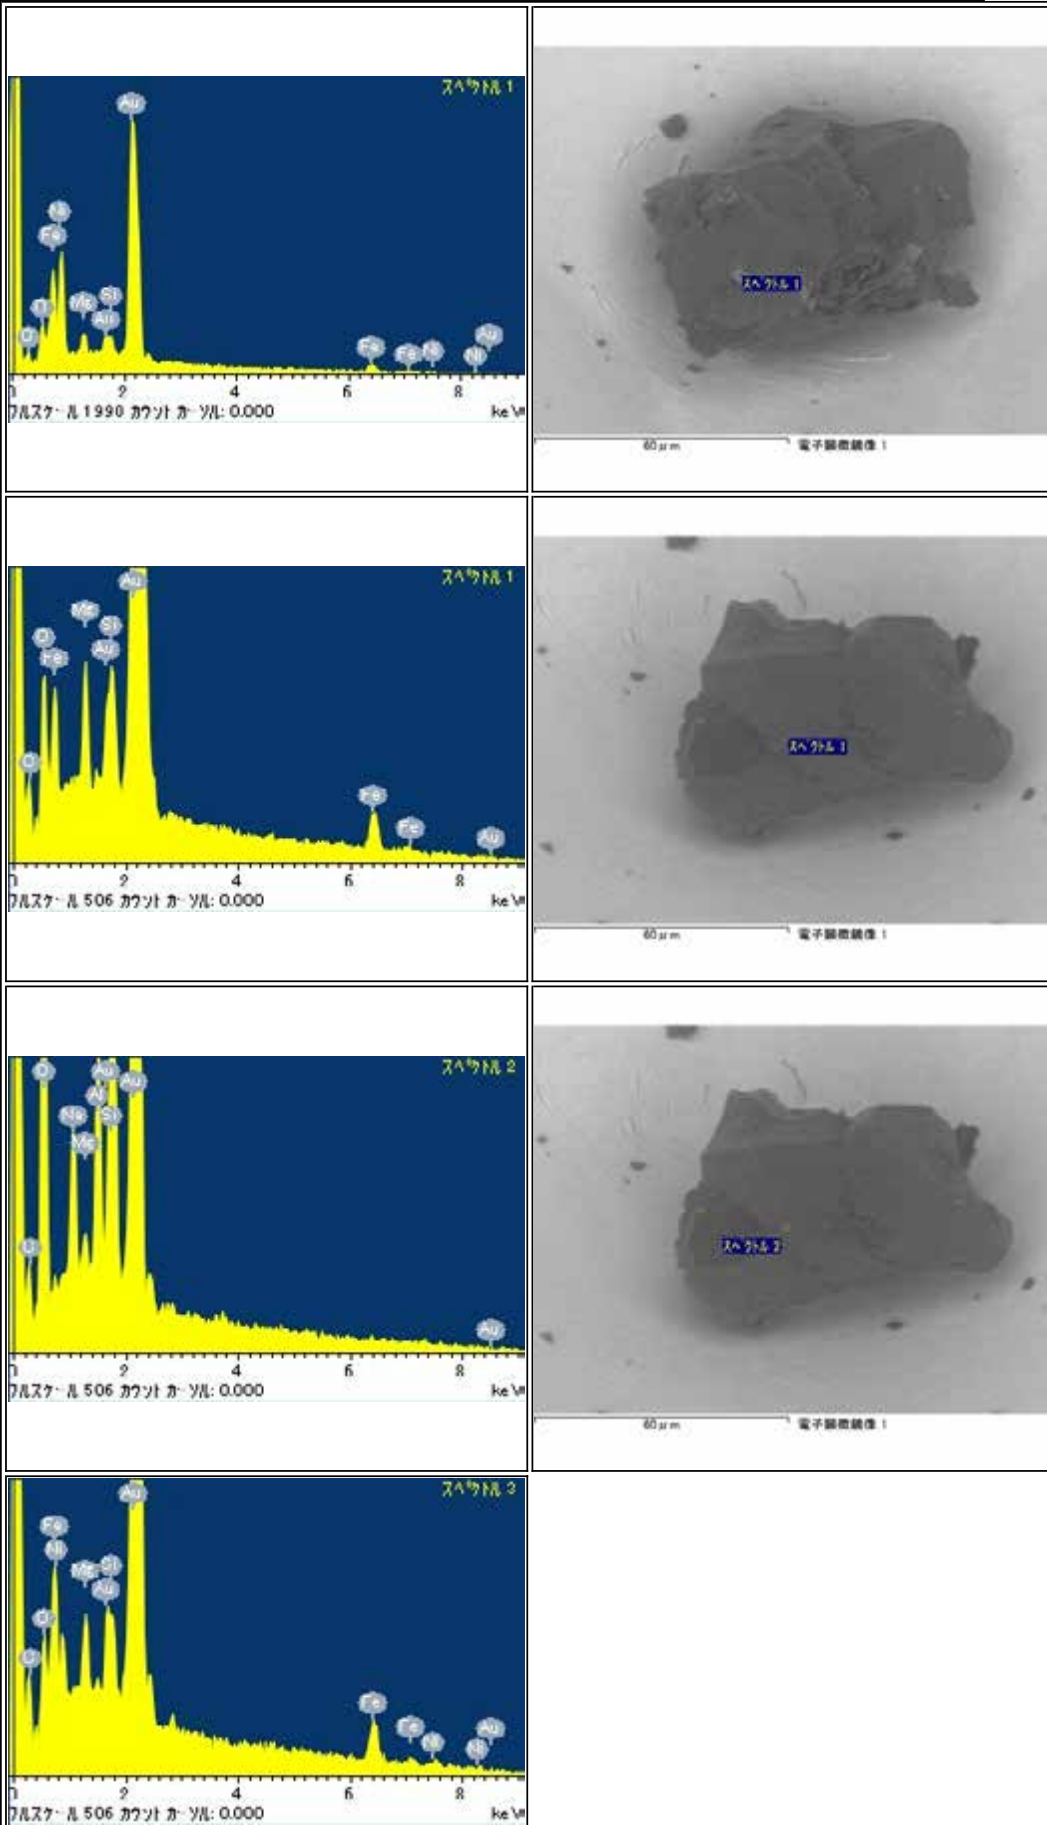 スペクトル 1
Au
Ni
Fe
O
Mg
Si
Au
O
Fe
Fe
Ni
Au
Ni
0 2 4 6 8
フルスケール 1990 カウント カーソル: 0.000 keV
スペクトル 1
60μm 電子顕微鏡像 1
スペクトル 1
Au
Mg
Si
O
Fe
Au
O
Fe
Fe
Au
0 2 4 6 8
フルスケール 506 カウント カーソル: 0.000 keV
スペクトル 1
60μm 電子顕微鏡像 1
スペクトル 2
O
Au
Au
Al
Na
Si
Mg
O
Au
0 2 4 6 8
フルスケール 506 カウント カーソル: 0.000 keV
スペクトル 2
60μm 電子顕微鏡像 1
スペクトル 3
Au
Fe
Ni
Mg
Si
Au
O
O
Fe
Fe
Ni
Au
Ni
0 2 4 6 8
フルスケール 506 カウント カーソル: 0.000 keV